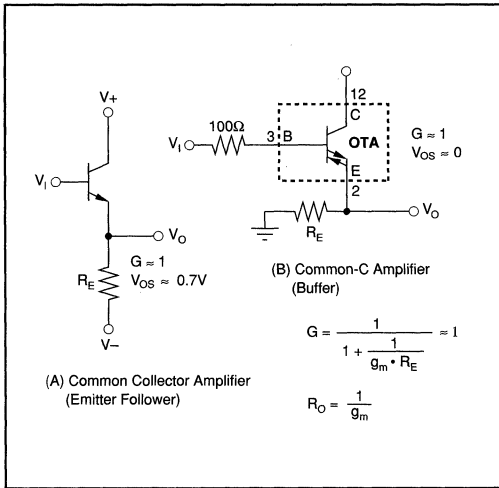 V+
V_I
V_O
G ≈ 1
R_E
V_OS ≈ 0.7V
V–
(A) Common Collector Amplifier
(Emitter Follower)
100Ω
V_I
3
B
12
C
OTA
E
2
G ≈ 1
V_OS ≈ 0
V_O
R_E
(B) Common-C Amplifier
(Buffer)
G = 1 / (1 + 1 / (g_m • R_E)) ≈ 1
R_O = 1 / g_m